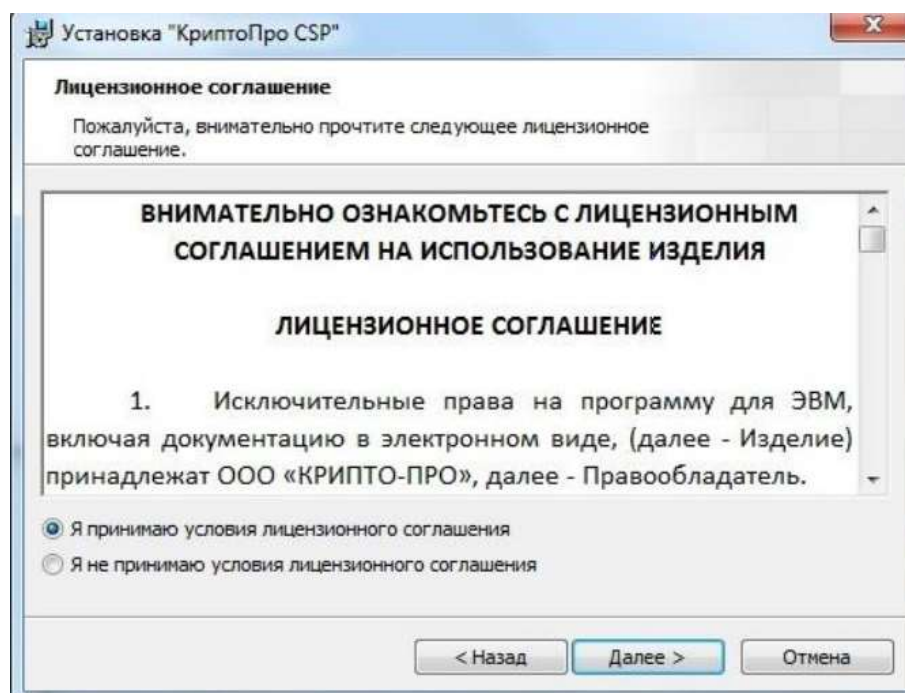 Установка "КриптоПро CSP"
Лицензионное соглашение
Пожалуйста, внимательно прочтите следующее лицензионное
соглашение.
ВНИМАТЕЛЬНО ОЗНАКОМЬТЕСЬ С ЛИЦЕНЗИОННЫМ
СОГЛАШЕНИЕМ НА ИСПОЛЬЗОВАНИЕ ИЗДЕЛИЯ
ЛИЦЕНЗИОННОЕ СОГЛАШЕНИЕ
1. Исключительные права на программу для ЭВМ,
включая документацию в электронном виде, (далее - Изделие)
принадлежат ООО «КРИПТО-ПРО», далее - Правообладатель.
Я принимаю условия лицензионного соглашения
Я не принимаю условия лицензионного соглашения
< Назад Далее > Отмена